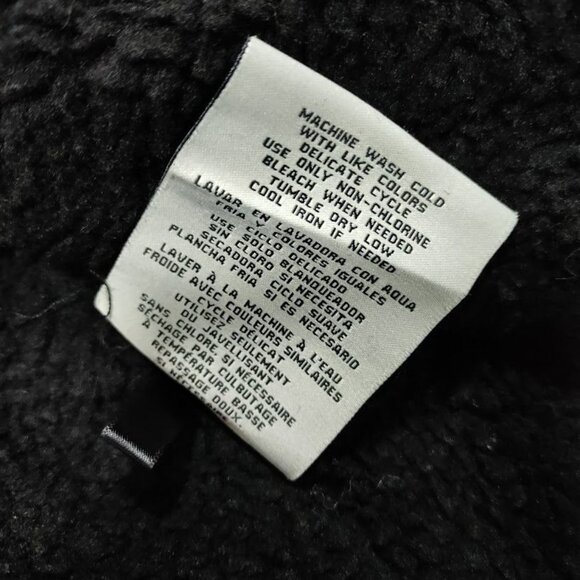 MACHINE WASH COLD
WITH LIKE COLORS
DELICATE CYCLE
USE ONLY NON-CHLORINE
BLEACH WHEN NEEDED
TUMBLE DRY LOW
COOL IRON IF NEEDED
LAVAR EN LAVADORA CON AQUA
FRIA Y COLORES IGUALES
USE CICLO DELICADO
SIN CLORO BLANQUEADOR
SECADORA SI NECESITA
PLANCHA FRIA CICLO SUAVE
SI ES NECESARIO
LAVER À LA MACHINE À L'EAU
FROIDE AVEC COULEURS SIMILAIRES
CYCLE DÉLICAT
UTILISEZ SEULEMENT
DU JAVELLISANT
SANS CHLORE, SI NÉCESSAIRE
SÉCHAGE PAR CULBUTAGE
À TEMPÉRATURE BASSE
REPASSAGE DOUX,